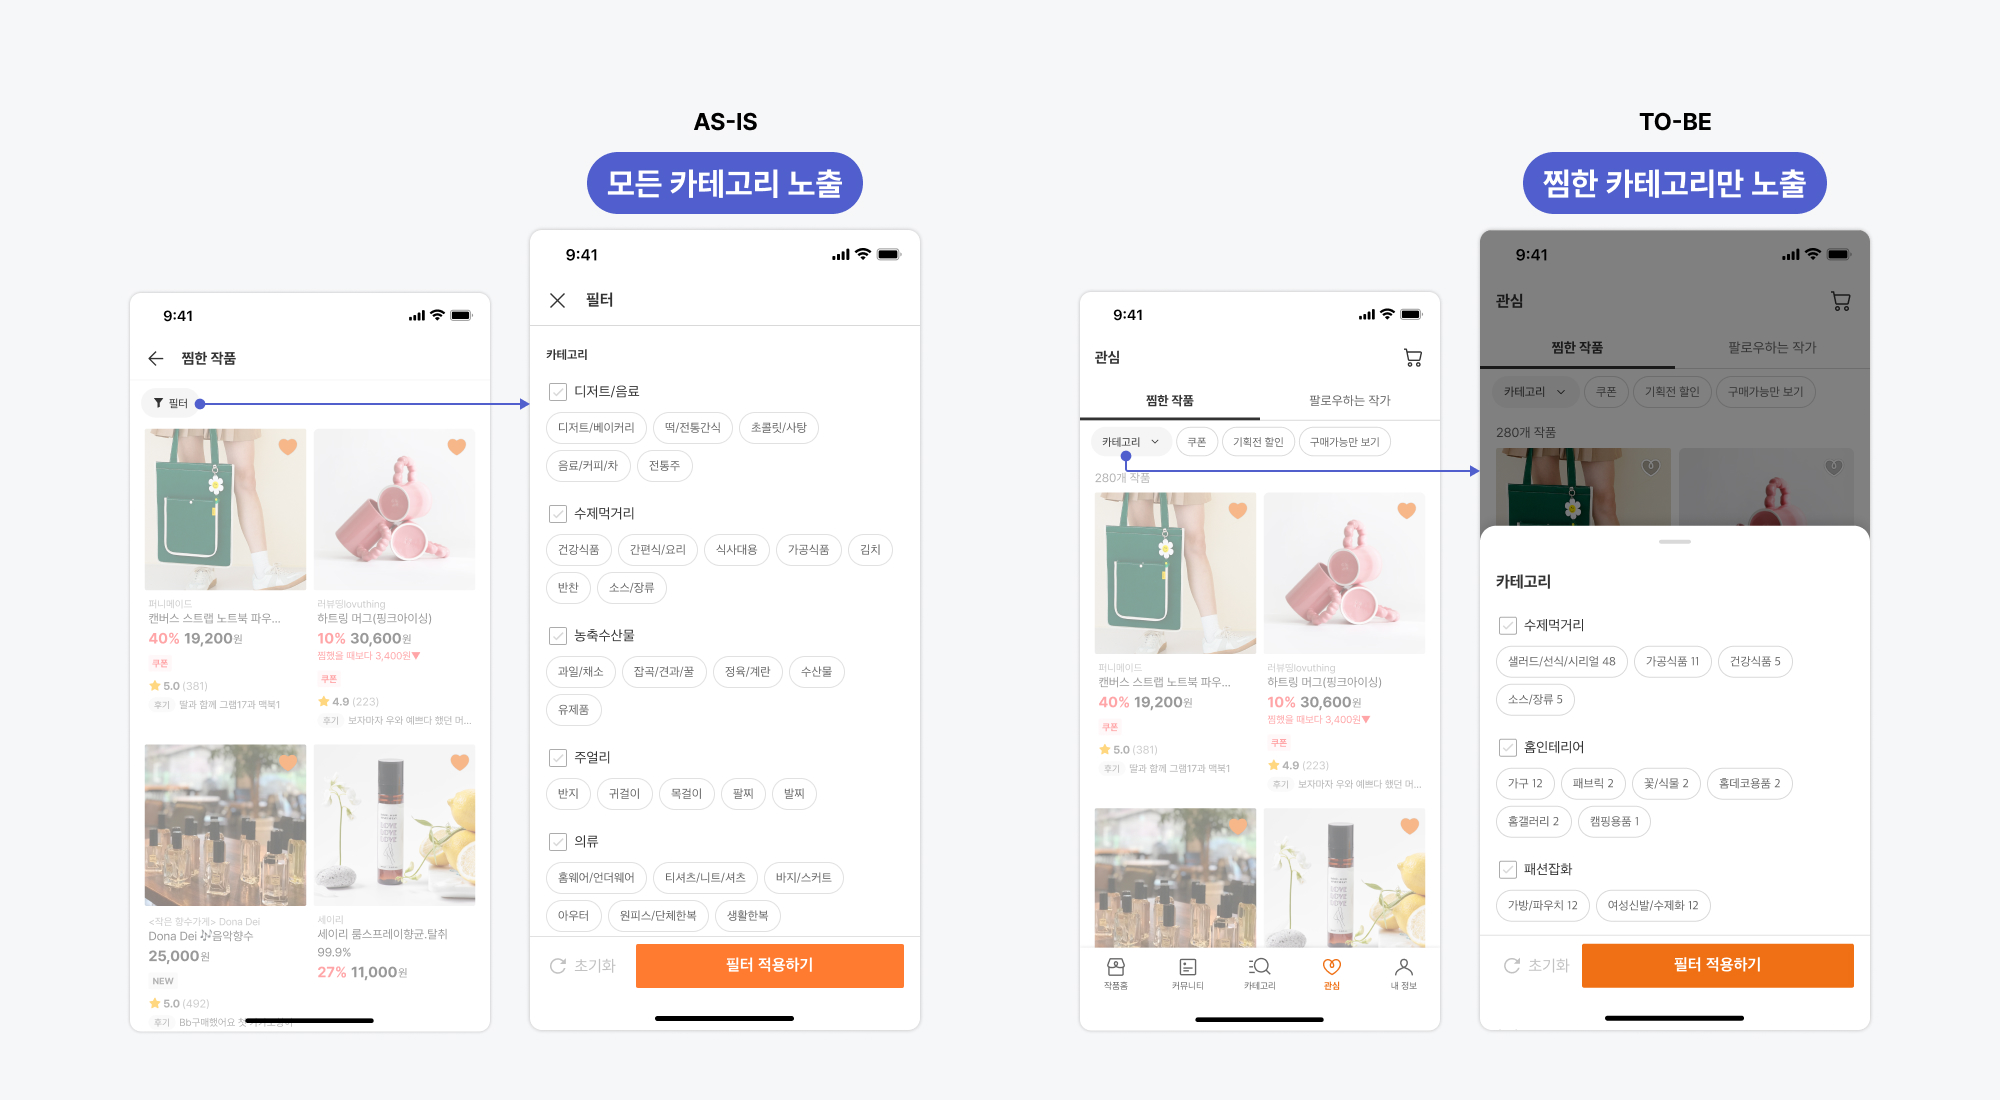 AS-IS
모든 카테고리 노출
9:41
찜한 작품
필터
퍼니메이드
캔버스 스트랩 노트북 파우...
40% 19,200원
쿠폰
5.0 (381)
후기 딸과 함께 그램17과 맥북1
러뷰띵lovuthing
하트링 머그(핑크아이싱)
10% 30,600원
찜했을 때보다 3,400원▼
쿠폰
4.9 (223)
후기 보자마자 우와 예쁘다 했던 머...
<작은 향수가게> Dona Dei
Dona Dei 🎶음악향수
25,000원
NEW
5.0 (492)
후기 Bb구매했어요 첫
세이리
세이리 룸스프레이향균.탈취
99.9%
27% 11,000원
9:41
필터
카테고리
디저트/음료
디저트/베이커리 떡/전통간식 초콜릿/사탕
음료/커피/차 전통주
수제먹거리
건강식품 간편식/요리 식사대용 가공식품 김치
반찬 소스/장류
농축수산물
과일/채소 잡곡/견과/꿀 정육/계란 수산물
유제품
주얼리
반지 귀걸이 목걸이 팔찌 발찌
의류
홈웨어/언더웨어 티셔츠/니트/셔츠 바지/스커트
아우터 원피스/단체한복 생활한복
초기화 필터 적용하기
TO-BE
찜한 카테고리만 노출
9:41
관심
찜한 작품 팔로우하는 작가
카테고리 쿠폰 기획전 할인 구매가능만 보기
280개 작품
퍼니메이드
캔버스 스트랩 노트북 파우...
40% 19,200원
쿠폰
5.0 (381)
후기 딸과 함께 그램17과 맥북1
러뷰띵lovuthing
하트링 머그(핑크아이싱)
10% 30,600원
찜했을 때보다 3,400원▼
쿠폰
4.9 (223)
후기 보자마자 우와 예쁘다 했던 머...
작품홈 커뮤니티 카테고리 관심 내 정보
9:41
관심
찜한 작품 팔로우하는 작가
카테고리 쿠폰 기획전 할인 구매가능만 보기
280개 작품
카테고리
수제먹거리
샐러드/선식/시리얼 48 가공식품 11 건강식품 5
소스/장류 5
홈인테리어
가구 12 패브릭 2 꽃/식물 2 홈데코용품 2
홈갤러리 2 캠핑용품 1
패션잡화
가방/파우치 12 여성신발/수제화 12
초기화 필터 적용하기